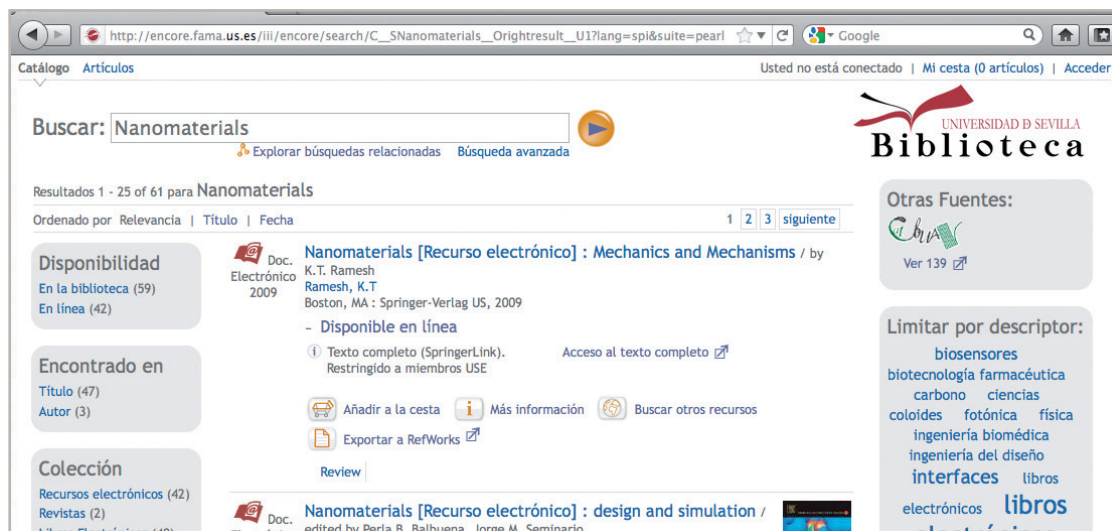 http://encore.fama.us.es/iii/encore/search/C__SNanomaterials__Orightresult__U1?lang=spi&suite=pearl
Google
Catálogo Artículos
Usted no está conectado | Mi cesta (0 artículos) | Acceder
Buscar: Nanomaterials
Explorar búsquedas relacionadas Búsqueda avanzada
UNIVERSIDAD D SEVILLA
Biblioteca
Resultados 1 - 25 of 61 para Nanomaterials
Ordenado por Relevancia | Título | Fecha
1 2 3 siguiente
Disponibilidad
En la biblioteca (59)
En línea (42)
Encontrado en
Título (47)
Autor (3)
Colección
Recursos electrónicos (42)
Revistas (2)
Doc.
Electrónico
2009
Nanomaterials [Recurso electrónico] : Mechanics and Mechanisms / by
K.T. Ramesh
Ramesh, K.T
Boston, MA : Springer-Verlag US, 2009
- Disponible en línea
Texto completo (SpringerLink).
Restringido a miembros USE
Acceso al texto completo
Añadir a la cesta
Más información
Buscar otros recursos
Exportar a RefWorks
Review
Doc.
Nanomaterials [Recurso electrónico] : design and simulation /
edited by Perla B. Balbuena, Jorge M. Seminario
Otras Fuentes:
Ver 139
Limitar por descriptor:
biosensores
biotecnología farmacéutica
carbono ciencias
coloides fotónica física
ingeniería biomédica
ingeniería del diseño
interfaces libros
electrónicos libros